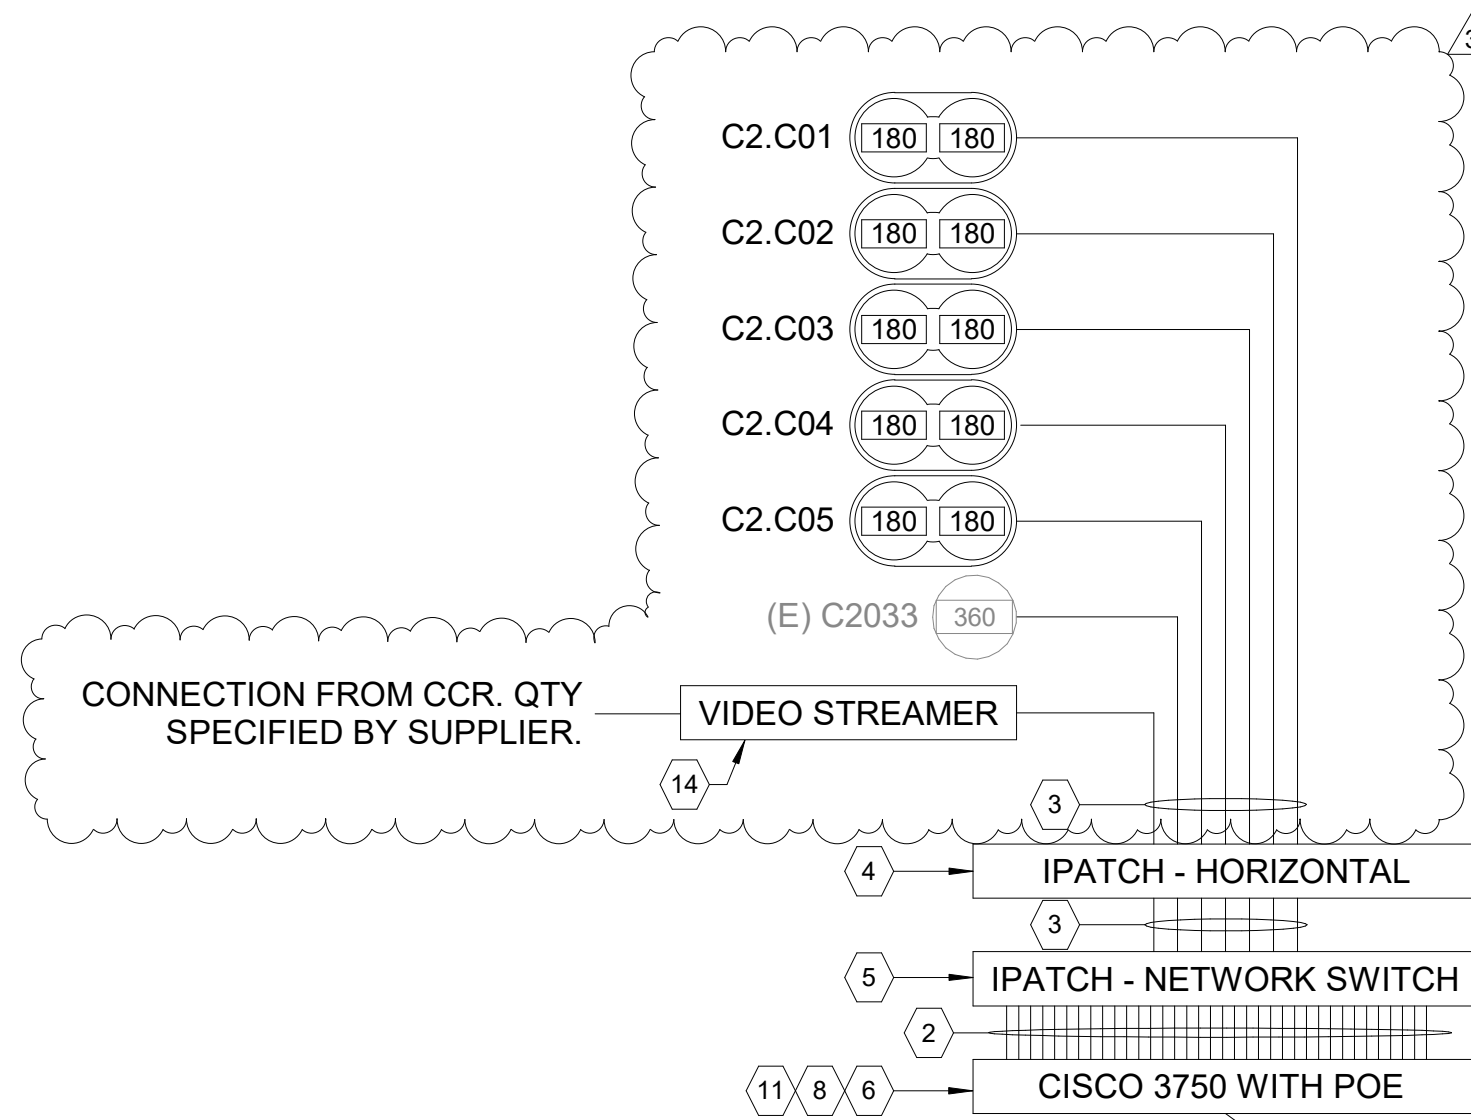 3
C2.C01 180 180
C2.C02 180 180
C2.C03 180 180
C2.C04 180 180
C2.C05 180 180
(E) C2033 360
CONNECTION FROM CCR. QTY
SPECIFIED BY SUPPLIER.
VIDEO STREAMER
14
3
4 IPATCH - HORIZONTAL
3
5 IPATCH - NETWORK SWITCH
2
11 8 6 CISCO 3750 WITH POE